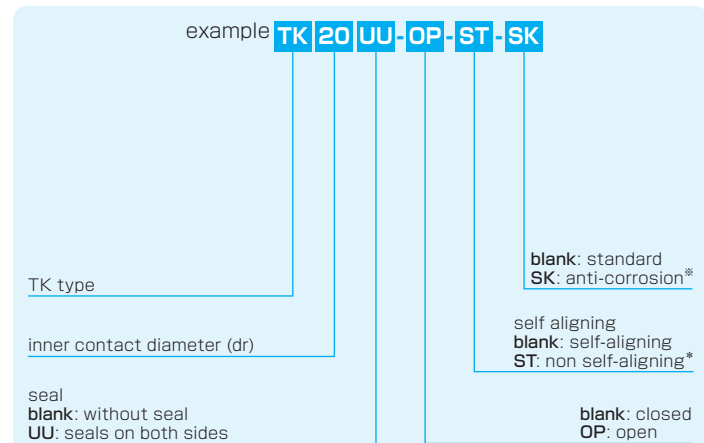 example TK 20 UU - OP - ST - SK
blank: standard
SK: anti-corrosion※
TK type
self aligning
blank: self-aligning
ST: non self-aligning*
inner contact diameter (dr)
seal
blank: without seal
UU: seals on both sides
blank: closed
OP: open